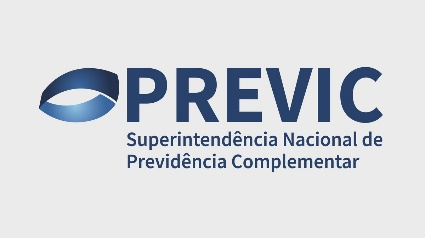 PREVIC
Superintendência Nacional de
Previdência Complementar